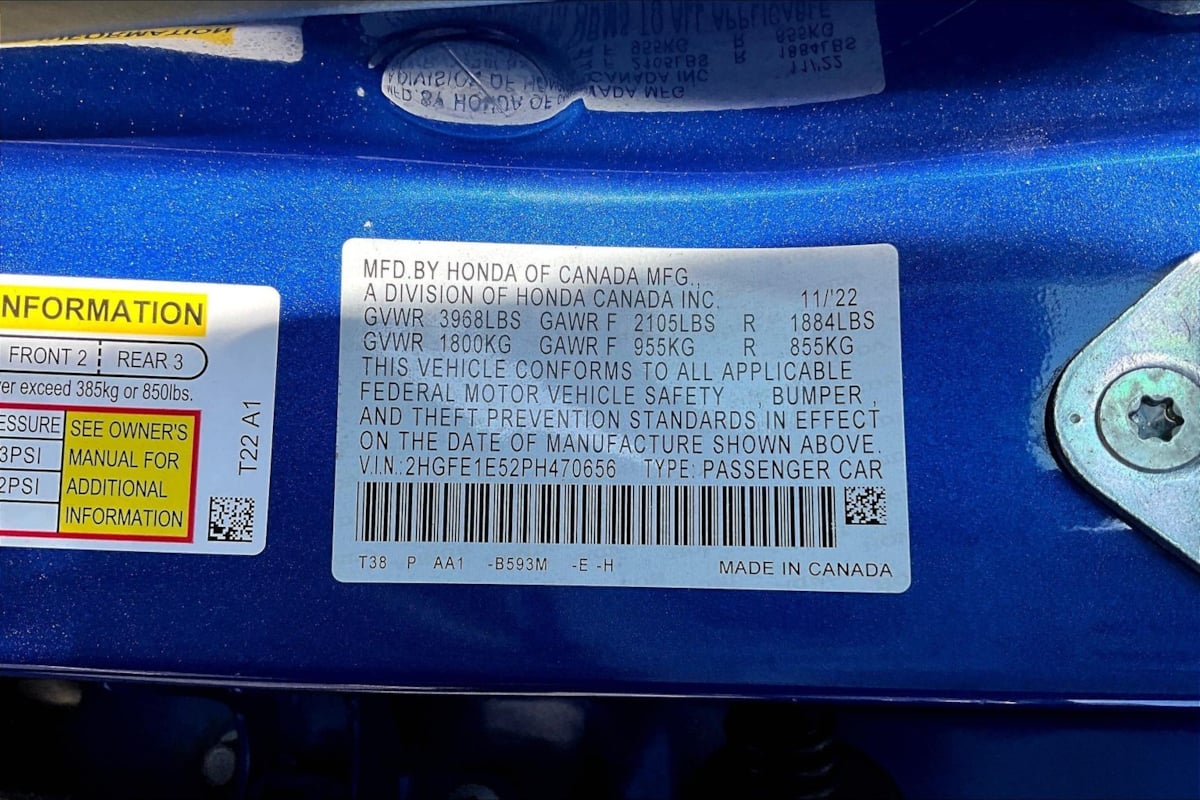 NFORMATION
FRONT 2 REAR 3
er exceed 385kg or 850lbs.
ESSURE SEE OWNER'S
3PSI MANUAL FOR
2PSI ADDITIONAL
INFORMATION
T22 A1
MFD.BY HONDA OF CANADA MFG.,
A DIVISION OF HONDA CANADA INC. 11/'22
GVWR 3968LBS GAWR F 2105LBS R 1884LBS
GVWR 1800KG GAWR F 955KG R 855KG
THIS VEHICLE CONFORMS TO ALL APPLICABLE
FEDERAL MOTOR VEHICLE SAFETY , BUMPER ,
AND THEFT PREVENTION STANDARDS IN EFFECT
ON THE DATE OF MANUFACTURE SHOWN ABOVE.
V.I.N.:2HGFE1E52PH470656 TYPE: PASSENGER CAR
T38 P AA1 -B593M -E -H MADE IN CANADA